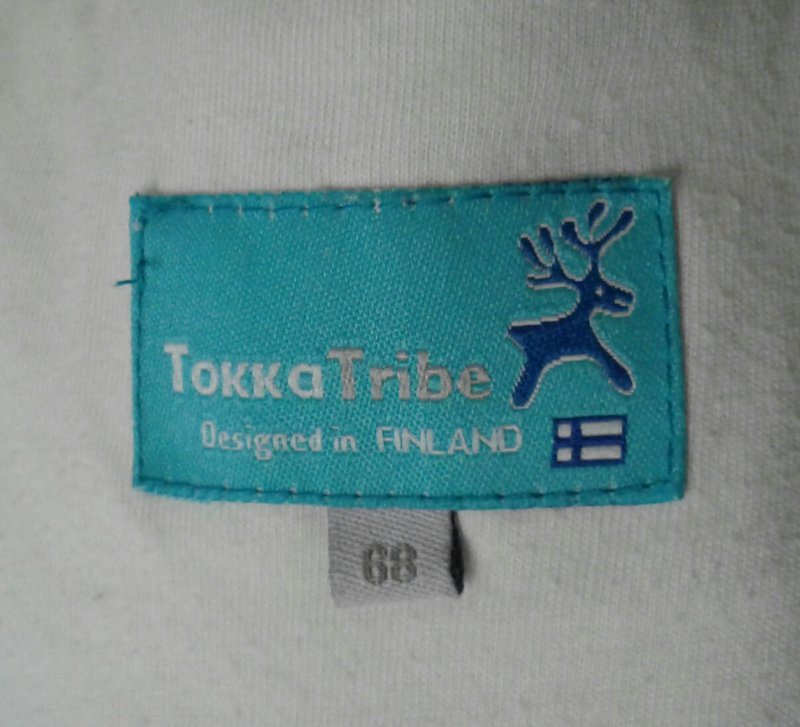 TOKKaTribe
Designed in FINLAND
68